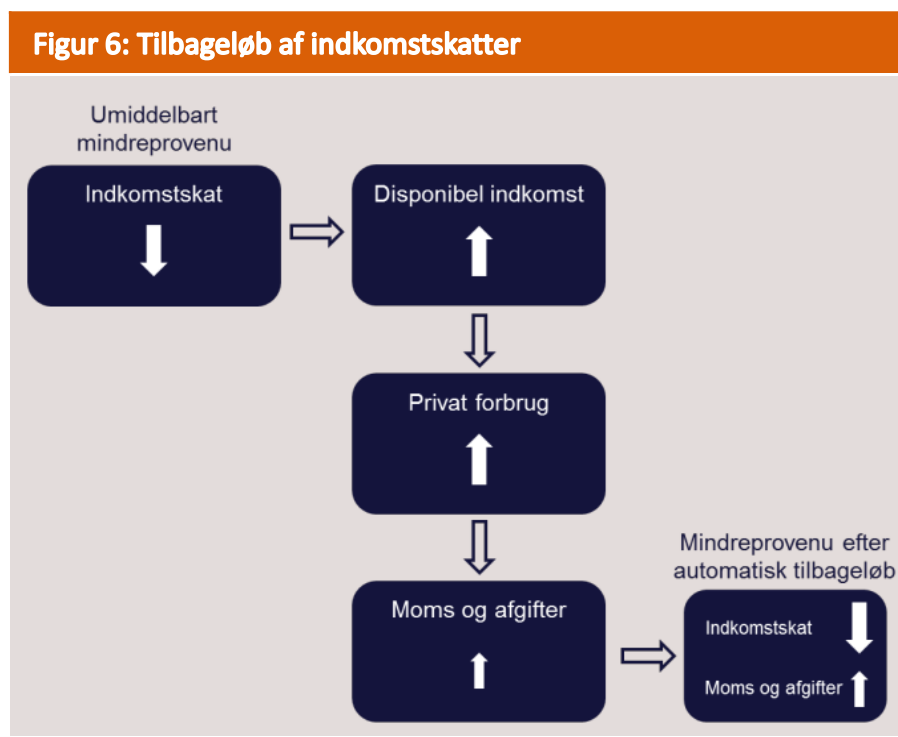 Figur 6: Tilbageløb af indkomstskatter
Umiddelbart
mindreprovenu
Indkomstskat
Disponibel indkomst
Privat forbrug
Moms og afgifter
Mindreprovenu efter
automatisk tilbageløb
Indkomstskat
Moms og afgifter